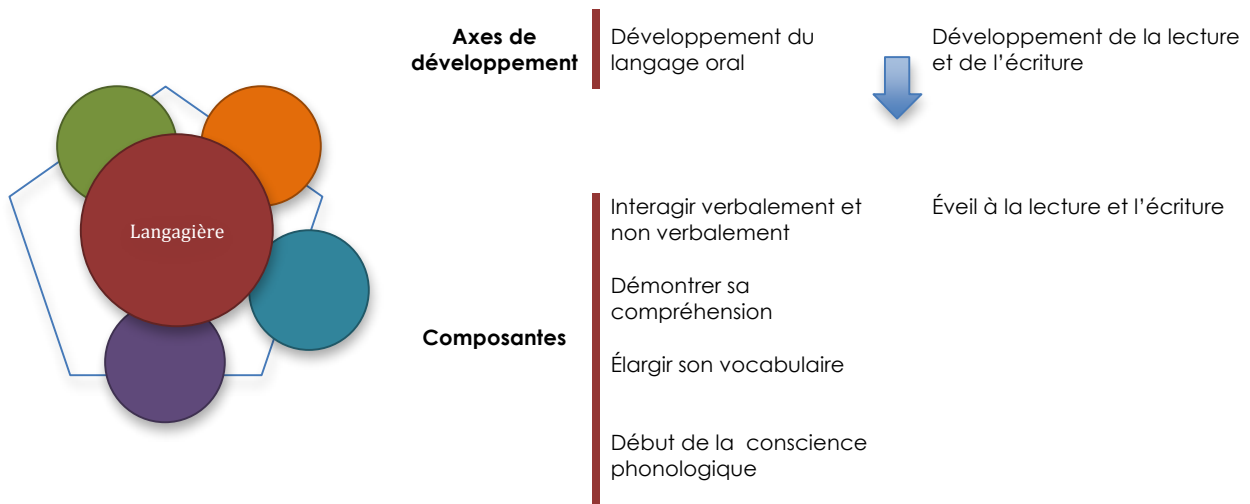 Axes de
développement
Développement du
langage oral
Développement de la lecture
et de l’écriture
Langagière
Composantes
Interagir verbalement et
non verbalement
Démontrer sa
compréhension
Élargir son vocabulaire
Début de la  conscience
phonologique
Éveil à la lecture et l’écriture